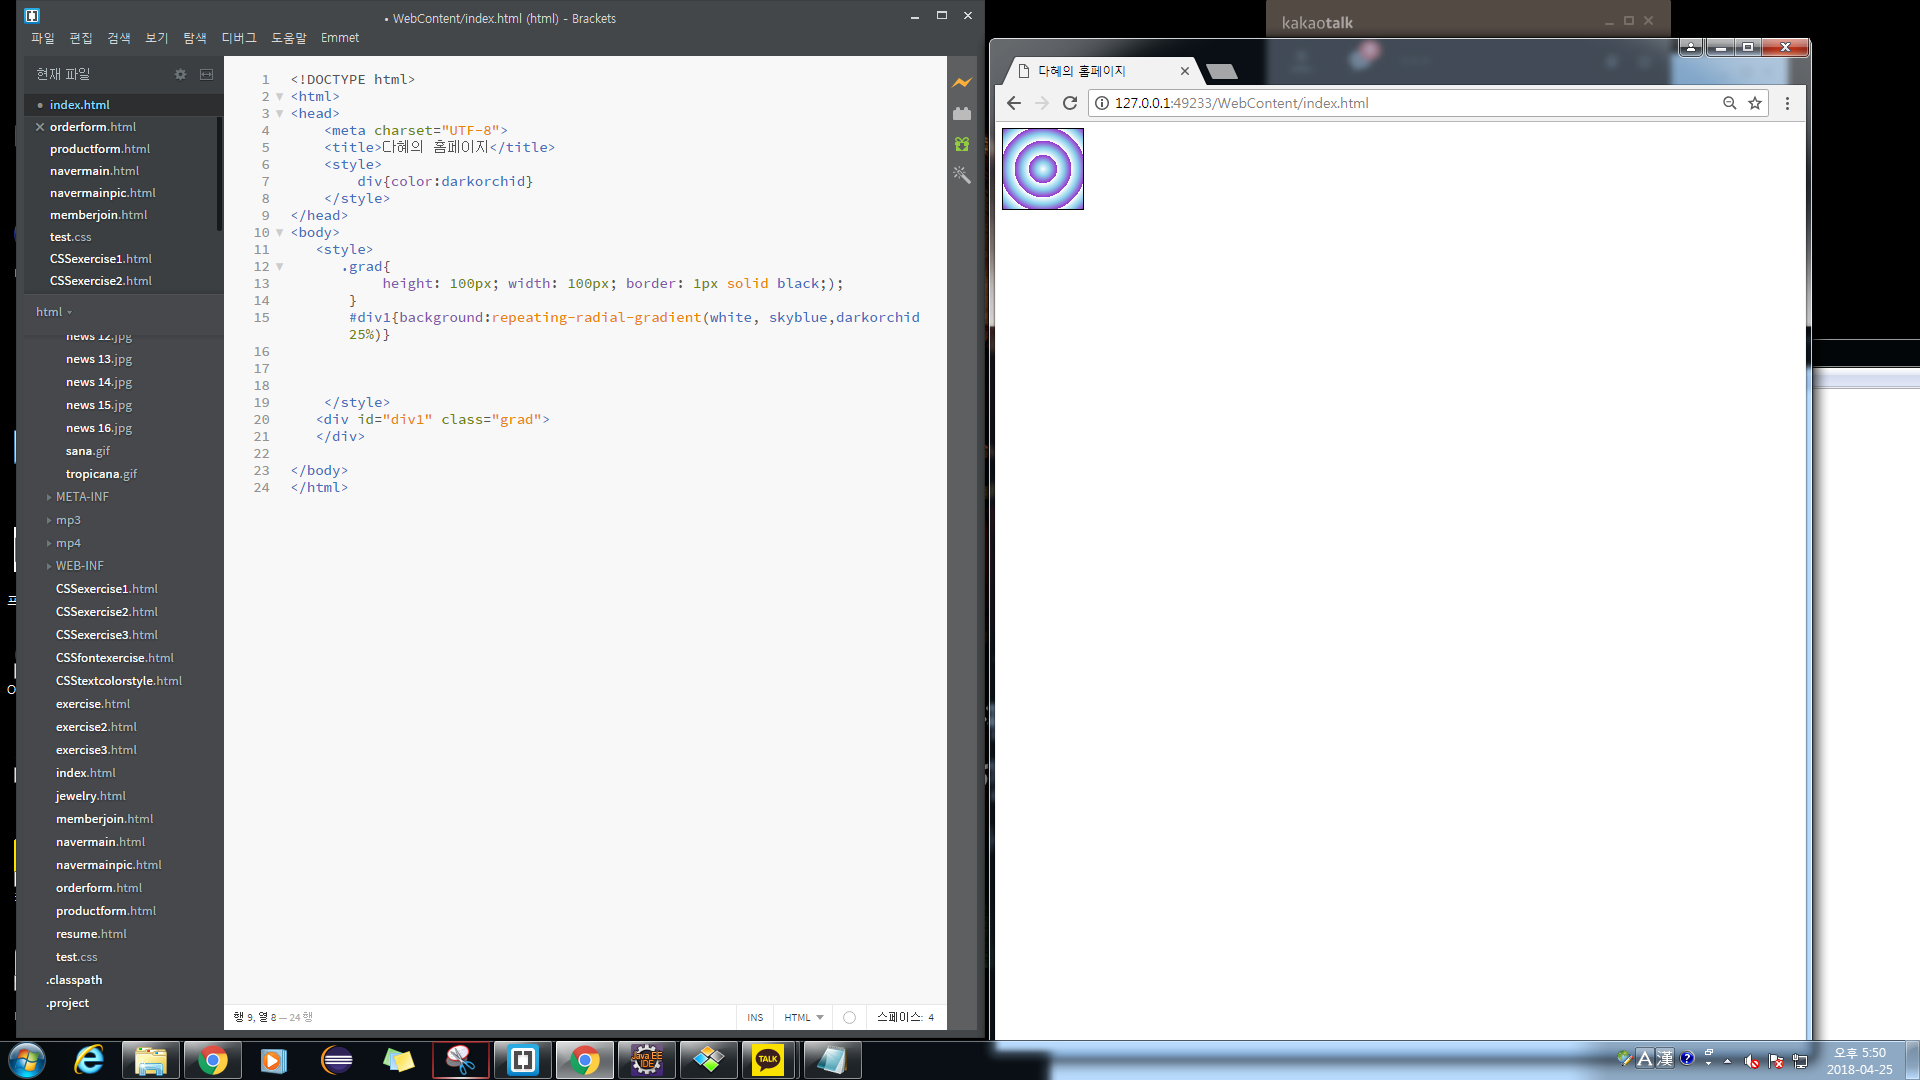 • WebContent/index.html (html) - Brackets
파일 편집 검색 보기 탐색 디버그 도움말 Emmet
현재 파일
index.html
orderform.html
productform.html
navermain.html
navermainpic.html
memberjoin.html
test.css
CSSexercise1.html
CSSexercise2.html
html
news 12.jpg
news 13.jpg
news 14.jpg
news 15.jpg
news 16.jpg
sana.gif
tropicana.gif
META-INF
mp3
mp4
WEB-INF
CSSexercise1.html
CSSexercise2.html
CSSexercise3.html
CSSfontexercise.html
CSStextcolorstyle.html
exercise.html
exercise2.html
exercise3.html
index.html
jewelry.html
memberjoin.html
navermain.html
navermainpic.html
orderform.html
productform.html
resume.html
test.css
.classpath
.project
1 <!DOCTYPE html>
2 <html>
3 <head>
4 <meta charset="UTF-8">
5 <title>다혜의 홈페이지</title>
6 <style>
7 div{color:darkorchid}
8 </style>
9 </head>
10 <body>
11 <style>
12 .grad{
13 height: 100px; width: 100px; border: 1px solid black;);
14 }
15 #div1{background:repeating-radial-gradient(white, skyblue,darkorchid
25%)}
16
17
18
19 </style>
20 <div id="div1" class="grad">
21 </div>
22
23 </body>
24 </html>
행 9, 열 8 — 24 행
INS HTML 스페이스: 4
kakaotalk
다혜의 홈페이지
127.0.0.1:49233/WebContent/index.html
TALK
Java EE
IDE
A 漢
오후 5:50
2018-04-25